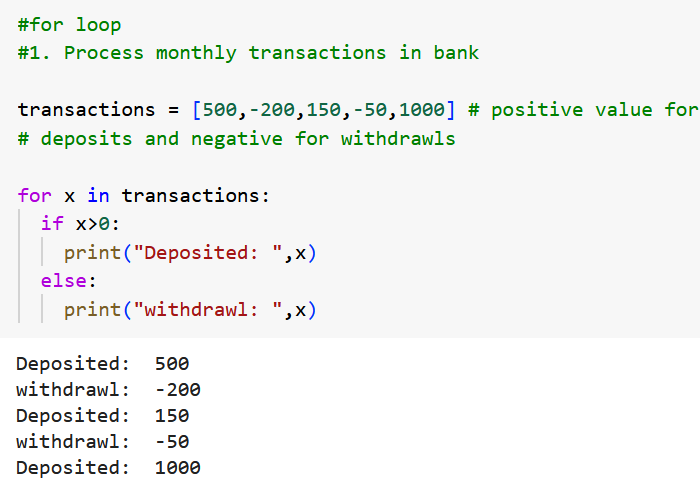 #for loop
#1. Process monthly transactions in bank
transactions = [500,-200,150,-50,1000] # positive value for
# deposits and negative for withdrawls
for x in transactions:
  if x>0:
    print("Deposited: ",x)
  else:
    print("withdrawl: ",x)
Deposited:  500
withdrawl:  -200
Deposited:  150
withdrawl:  -50
Deposited:  1000